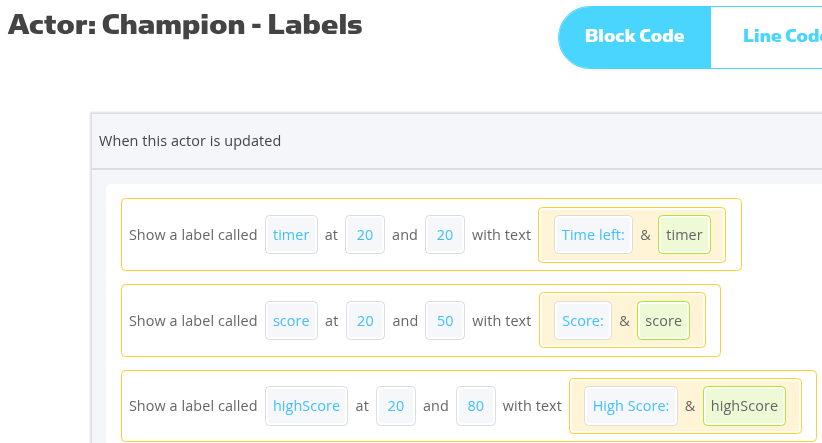 Actor: Champion - Labels
Block Code
Line Code
When this actor is updated
Show a label called timer at 20 and 20 with text Time left: & timer
Show a label called score at 20 and 50 with text Score: & score
Show a label called highScore at 20 and 80 with text High Score: & highScore